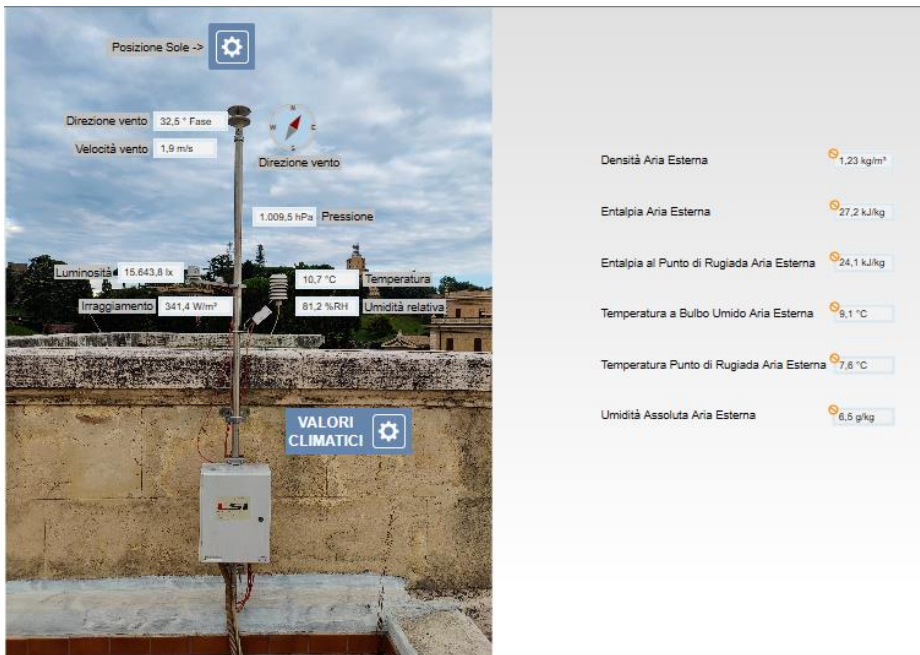 Posizione Sole ->
Direzione vento 32,5 ° Fase
Velocità vento 1,9 m/s
N
W E
S
Direzione vento
1.009,5 hPa Pressione
Luminosità 15.643,8 lx
10,7 °C Temperatura
Irraggiamento 341,4 W/m²
81,2 %RH Umidità relativa
VALORI
CLIMATICI
LSI
Densità Aria Esterna 1,23 kg/m³
Entalpia Aria Esterna 27,2 kJ/kg
Entalpia al Punto di Rugiada Aria Esterna 24,1 kJ/kg
Temperatura a Bulbo Umido Aria Esterna 9,1 °C
Temperatura Punto di Rugiada Aria Esterna 7,6 °C
Umidità Assoluta Aria Esterna 6,5 g/kg